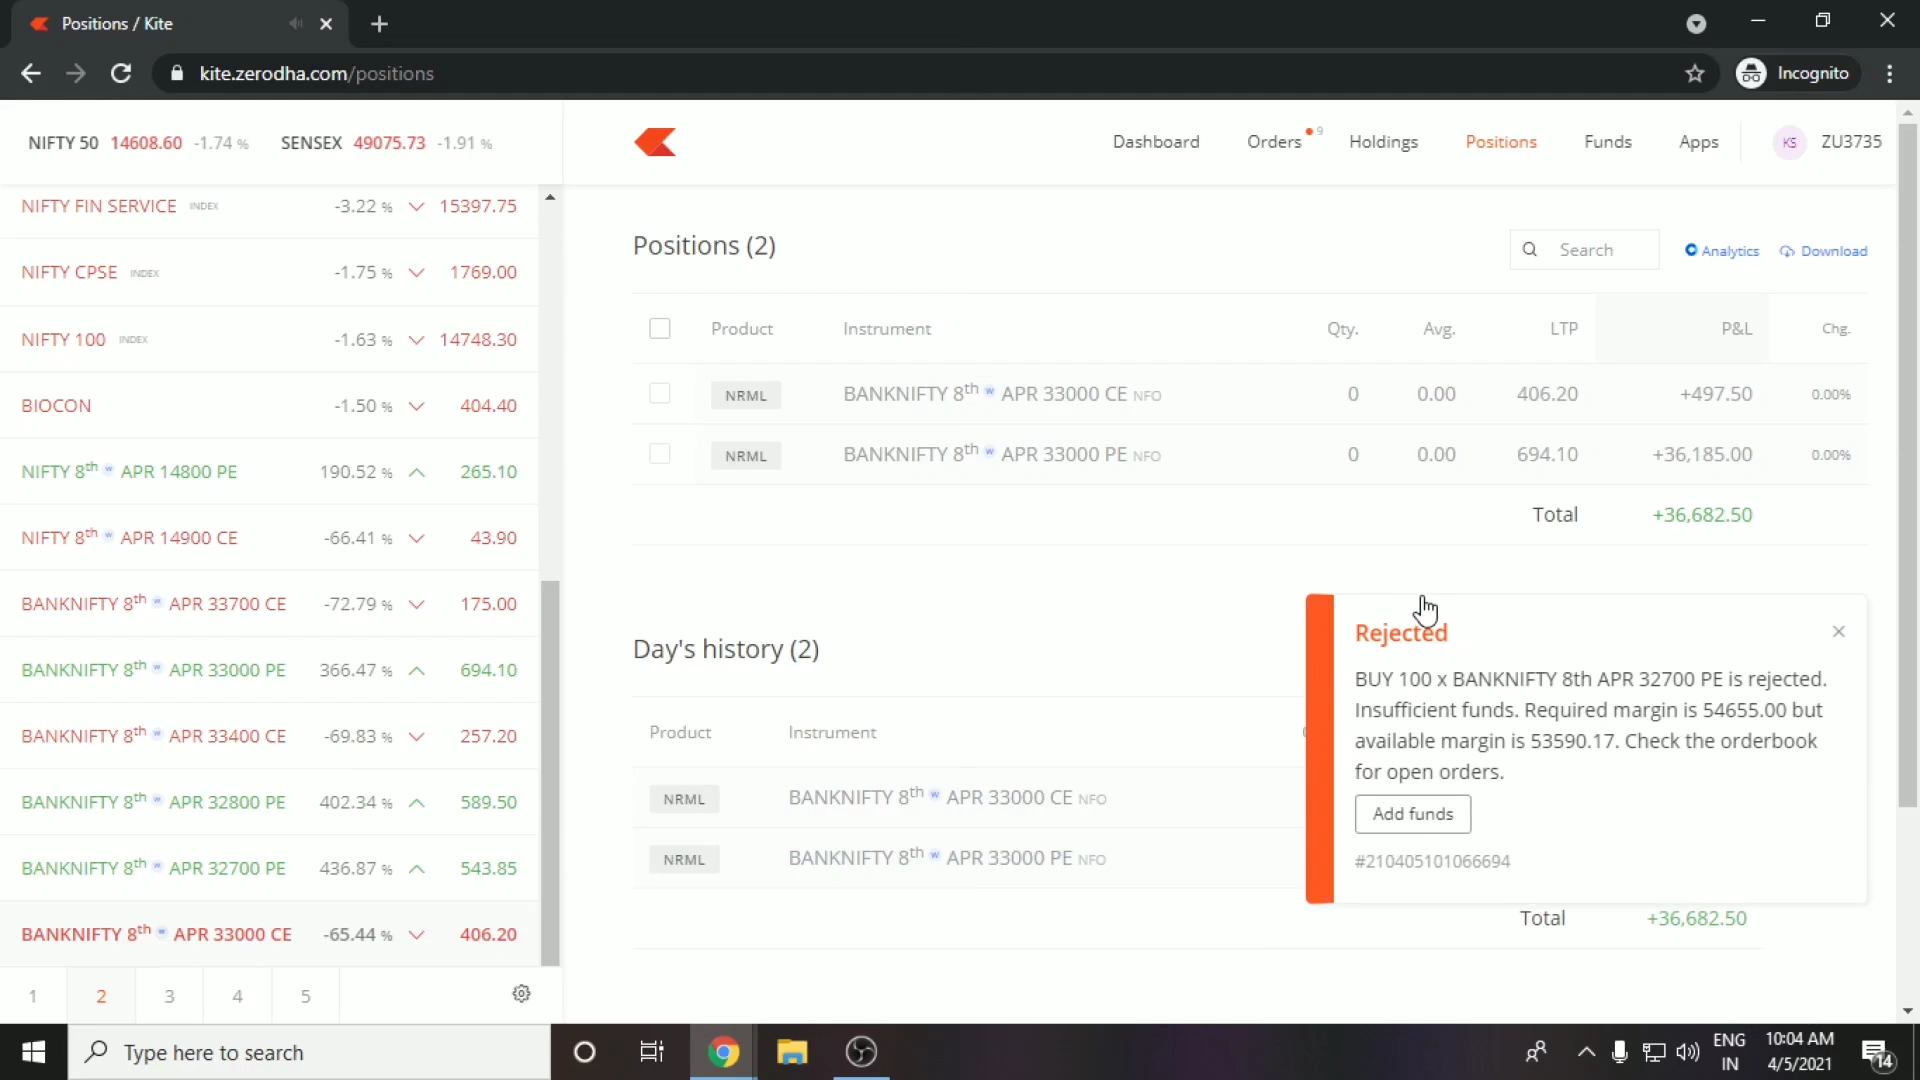 Positions / Kite
kite.zerodha.com/positions
Incognito
NIFTY 50 14608.60 -1.74 % SENSEX 49075.73 -1.91 %
Dashboard Orders 9 Holdings Positions Funds Apps KS ZU3735
NIFTY FIN SERVICE INDEX -3.22 % 15397.75
NIFTY CPSE INDEX -1.75 % 1769.00
NIFTY 100 INDEX -1.63 % 14748.30
BIOCON -1.50 % 404.40
NIFTY 8th w APR 14800 PE 190.52 % 265.10
NIFTY 8th w APR 14900 CE -66.41 % 43.90
BANKNIFTY 8th w APR 33700 CE -72.79 % 175.00
BANKNIFTY 8th w APR 33000 PE 366.47 % 694.10
BANKNIFTY 8th w APR 33400 CE -69.83 % 257.20
BANKNIFTY 8th w APR 32800 PE 402.34 % 589.50
BANKNIFTY 8th w APR 32700 PE 436.87 % 543.85
BANKNIFTY 8th w APR 33000 CE -65.44 % 406.20
1 2 3 4 5
Positions (2)
Search Analytics Download
Product Instrument Qty. Avg. LTP P&L Chg.
NRML BANKNIFTY 8th w APR 33000 CE NFO 0 0.00 406.20 +497.50 0.00%
NRML BANKNIFTY 8th w APR 33000 PE NFO 0 0.00 694.10 +36,185.00 0.00%
Total +36,682.50
Day's history (2)
Product Instrument
NRML BANKNIFTY 8th w APR 33000 CE NFO
NRML BANKNIFTY 8th w APR 33000 PE NFO
Total +36,682.50
Rejected
BUY 100 x BANKNIFTY 8th APR 32700 PE is rejected.
Insufficient funds. Required margin is 54655.00 but
available margin is 53590.17. Check the orderbook
for open orders.
Add funds
#210405101066694
Type here to search
ENG
IN
10:04 AM
4/5/2021
14